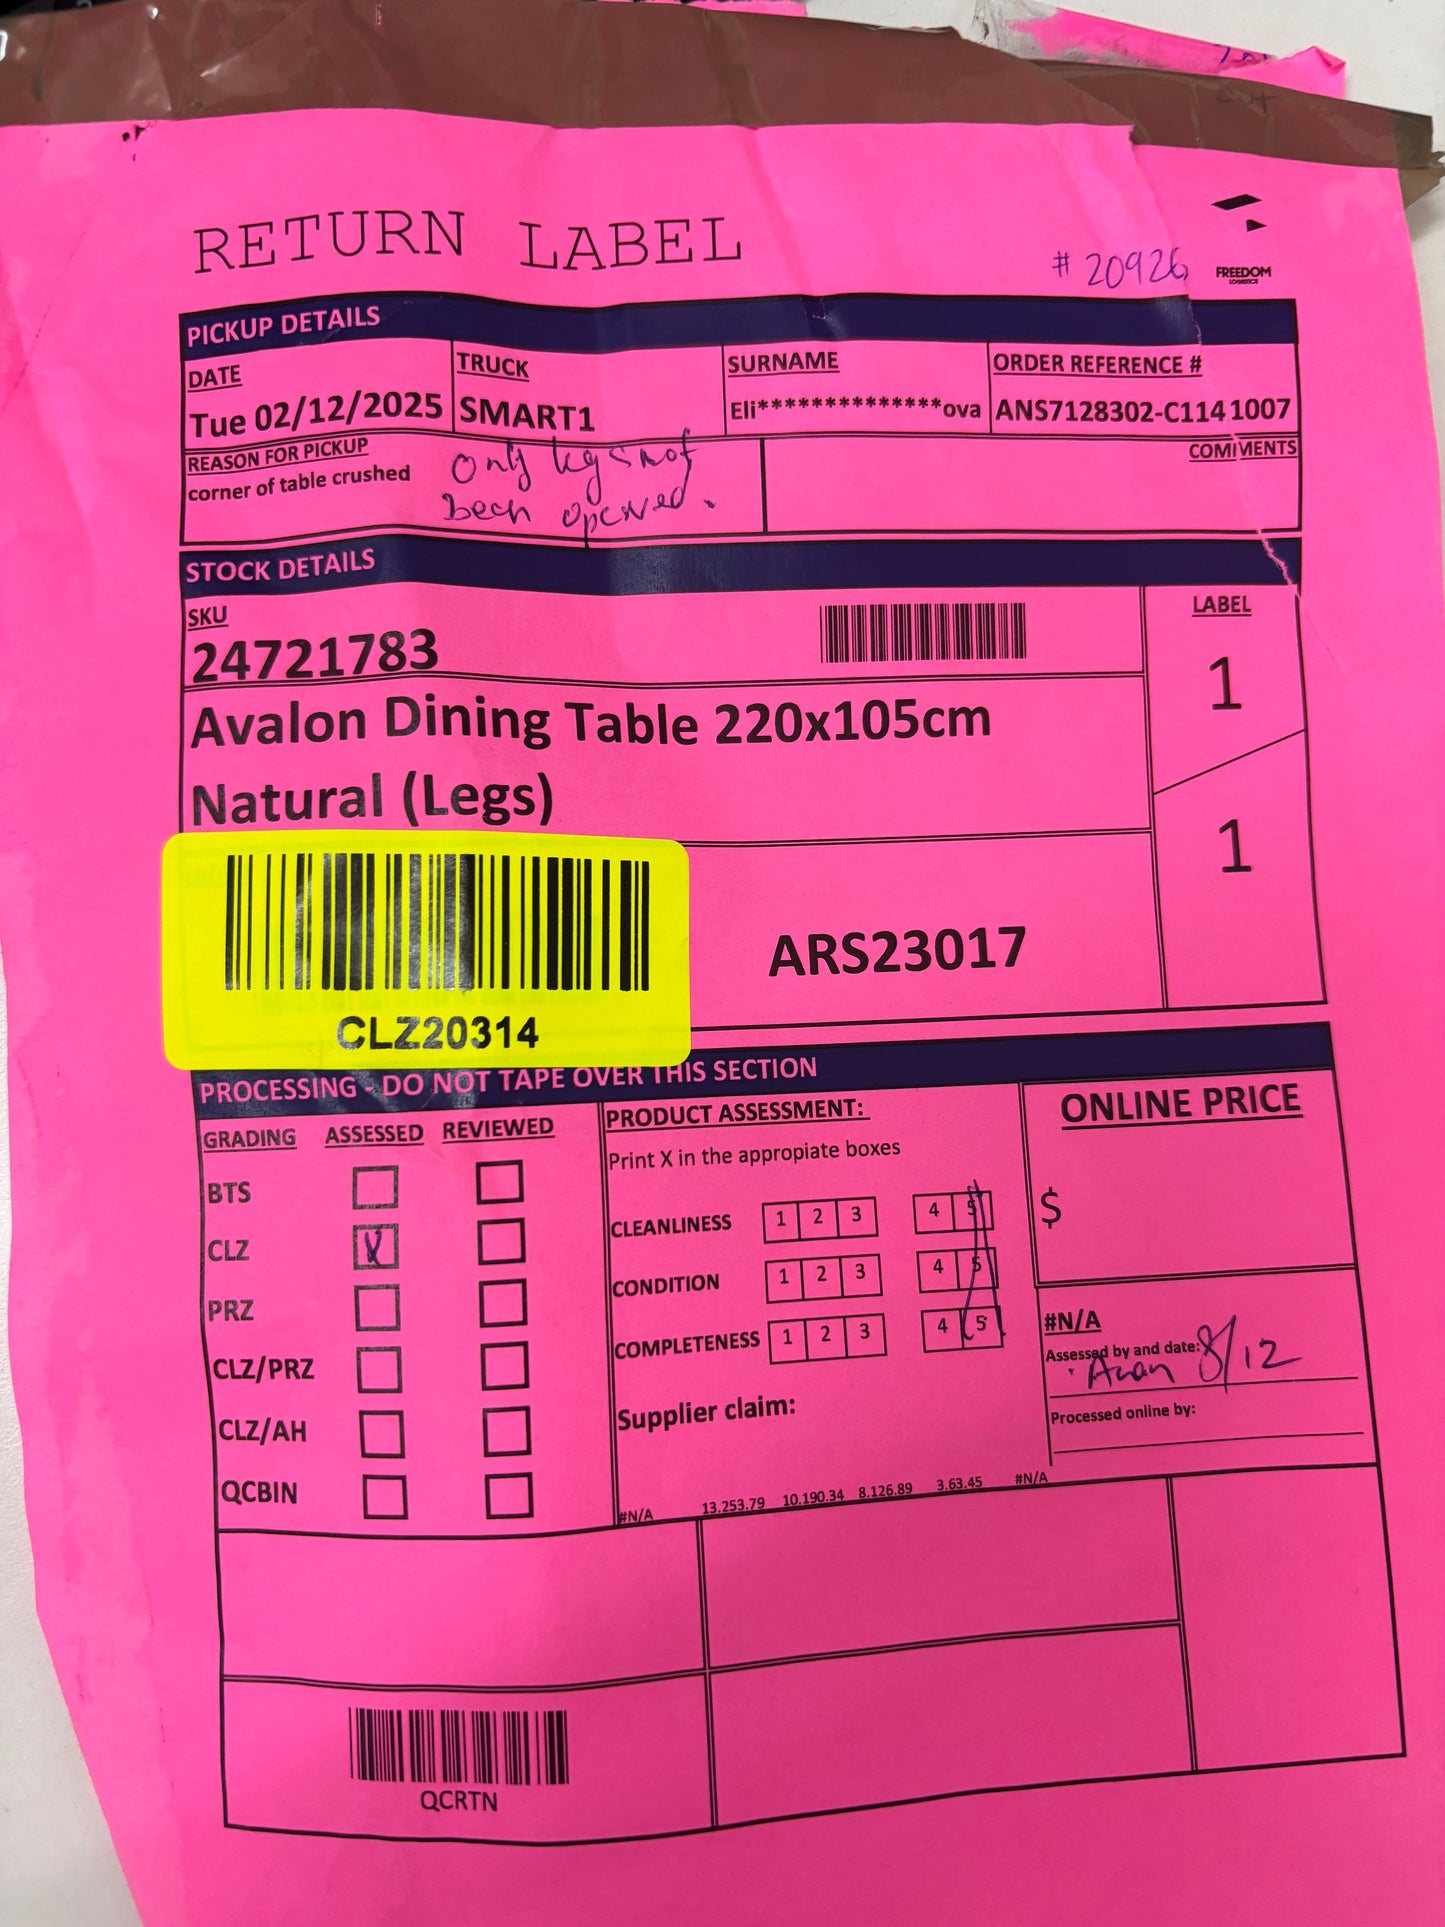 RETURN LABEL
# 20926
FREEDOM
LOGISTICS
PICKUP DETAILS
DATE
TRUCK
SURNAME
ORDER REFERENCE #
Tue 02/12/2025
SMART1
Eli**************ova
ANS7128302-C1141007
REASON FOR PICKUP
COMMENTS
corner of table crushed
Only legs not
been opened.
STOCK DETAILS
SKU
LABEL
24721783
1
Avalon Dining Table 220x105cm
Natural (Legs)
1
ARS23017
CLZ20314
PROCESSING - DO NOT TAPE OVER THIS SECTION
GRADING ASSESSED REVIEWED
BTS
CLZ X
PRZ
CLZ/PRZ
CLZ/AH
QCBIN
PRODUCT ASSESSMENT:
Print X in the appropiate boxes
CLEANLINESS 1 2 3 4 5
CONDITION 1 2 3 4 5
COMPLETENESS 1 2 3 4 5
Supplier claim:
#N/A 13.253.79 10.190.34 8.126.89 3.63.45 #N/A
ONLINE PRICE
$
#N/A
Assessed by and date: 8/12
Processed online by:
QCRTN